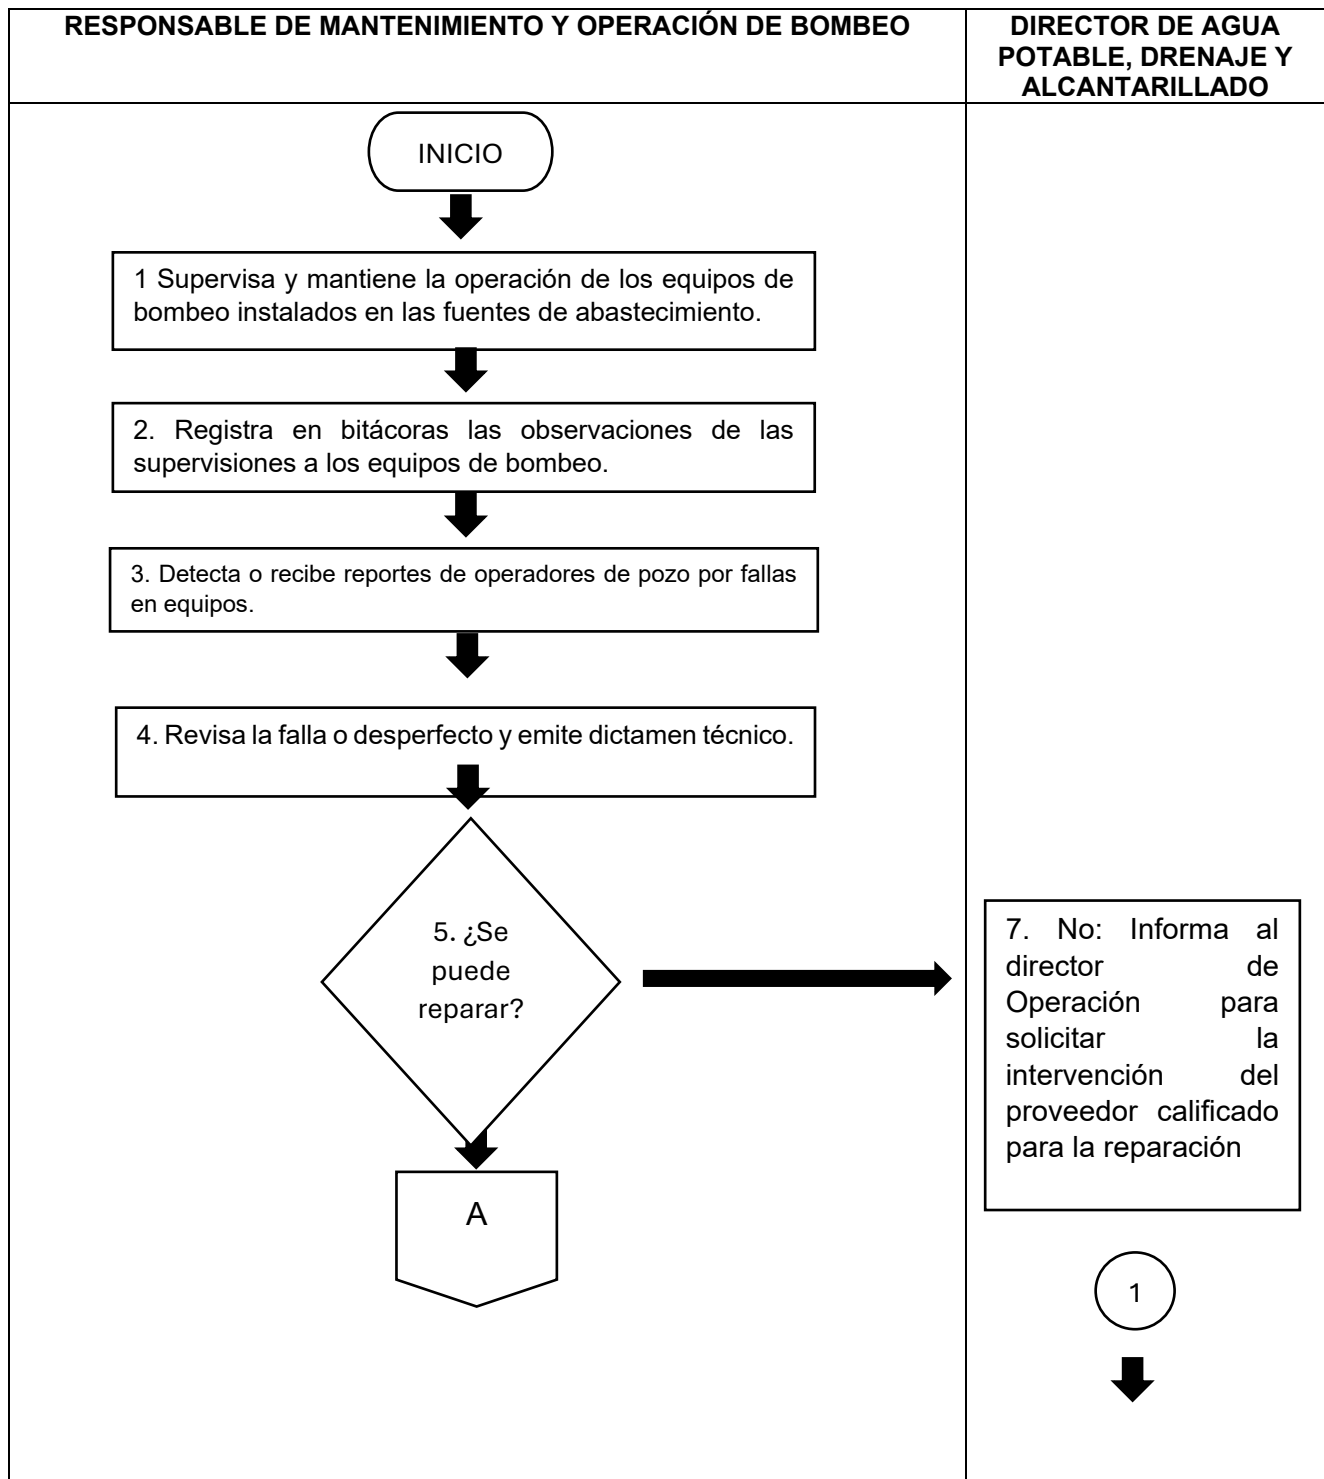 RESPONSABLE DE MANTENIMIENTO Y OPERACIÓN DE BOMBEO
DIRECTOR DE AGUA
POTABLE, DRENAJE Y
ALCANTARILLADO
INICIO
1 Supervisa y mantiene la operación de los equipos de
bombeo instalados en las fuentes de abastecimiento.
2. Registra en bitácoras las observaciones de las
supervisiones a los equipos de bombeo.
3. Detecta o recibe reportes de operadores de pozo por fallas
en equipos.
4. Revisa la falla o desperfecto y emite dictamen técnico.
5. ¿Se
puede
reparar?
7. No: Informa al
director de
Operación para
solicitar la
intervención del
proveedor calificado
para la reparación
A
1